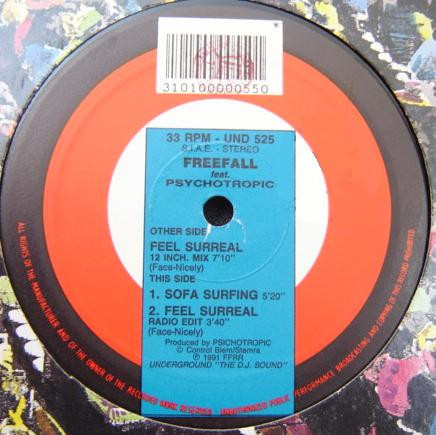 *
310100000550
33 RPM - UND 525
S.I.A.E. - STEREO
FREEFALL
feat.
PSYCHOTROPIC
OTHER SIDE
FEEL SURREAL
12 INCH. MIX 7'10"
(Face-Nicely)
THIS SIDE
1. SOFA SURFING 5'20"
2. FEEL SURREAL
RADIO EDIT 3'40"
(Face-Nicely)
Produced by PSYCHOTROPIC
© Control Biem/Stemra
℗ 1991 FFRR
UNDERGROUND "THE D.J. SOUND"
ALL RIGHTS OF THE MANUFACTURER AND OF THE OWNER OF THE RECORDED WORK RESERVED - UNAUTHORIZED PUBLIC PERFORMANCE BROADCASTING AND COPYING OF THIS RECORD PROHIBITED